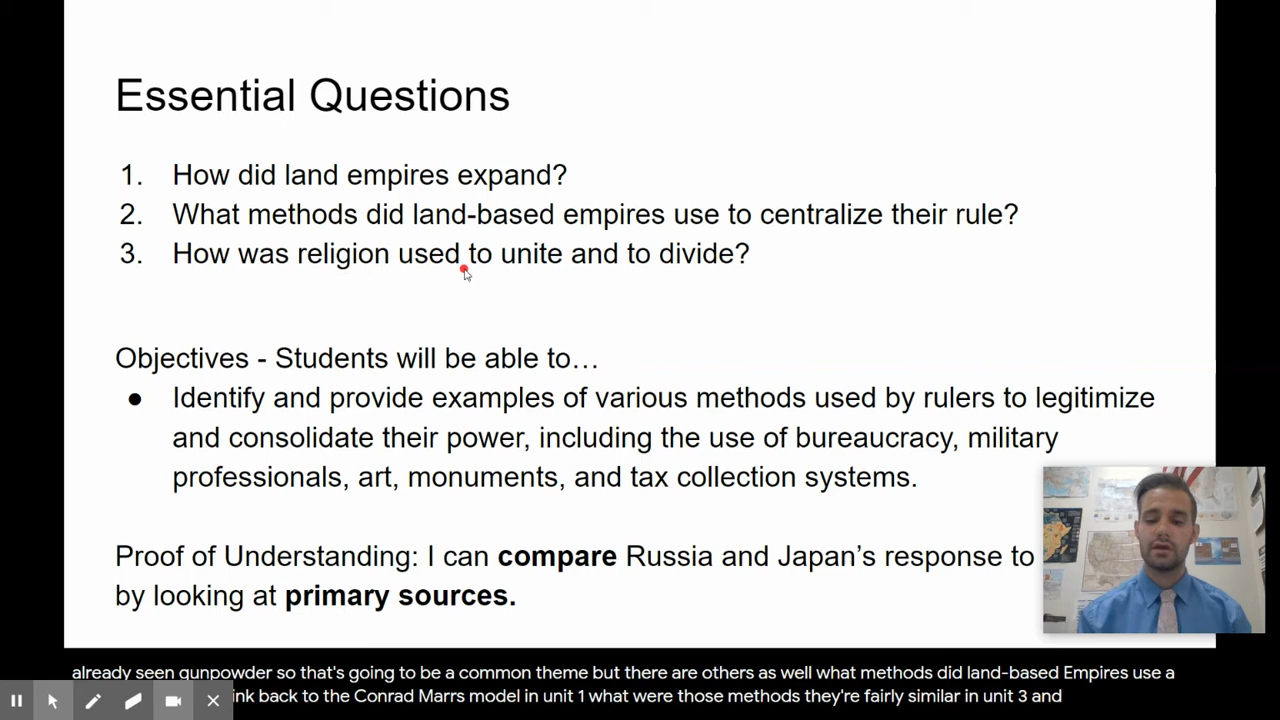 Essential Questions
1. How did land empires expand?
2. What methods did land-based empires use to centralize their rule?
3. How was religion used to unite and to divide?
Objectives - Students will be able to…
● Identify and provide examples of various methods used by rulers to legitimize
and consolidate their power, including the use of bureaucracy, military
professionals, art, monuments, and tax collection systems.
Proof of Understanding: I can compare Russia and Japan's response to
by looking at primary sources.
already seen gunpowder so that's going to be a common theme but there are others as well what methods did land-based Empires use a
back to the Conrad Marrs model in unit 1 what were those methods they're fairly similar in unit 3 and